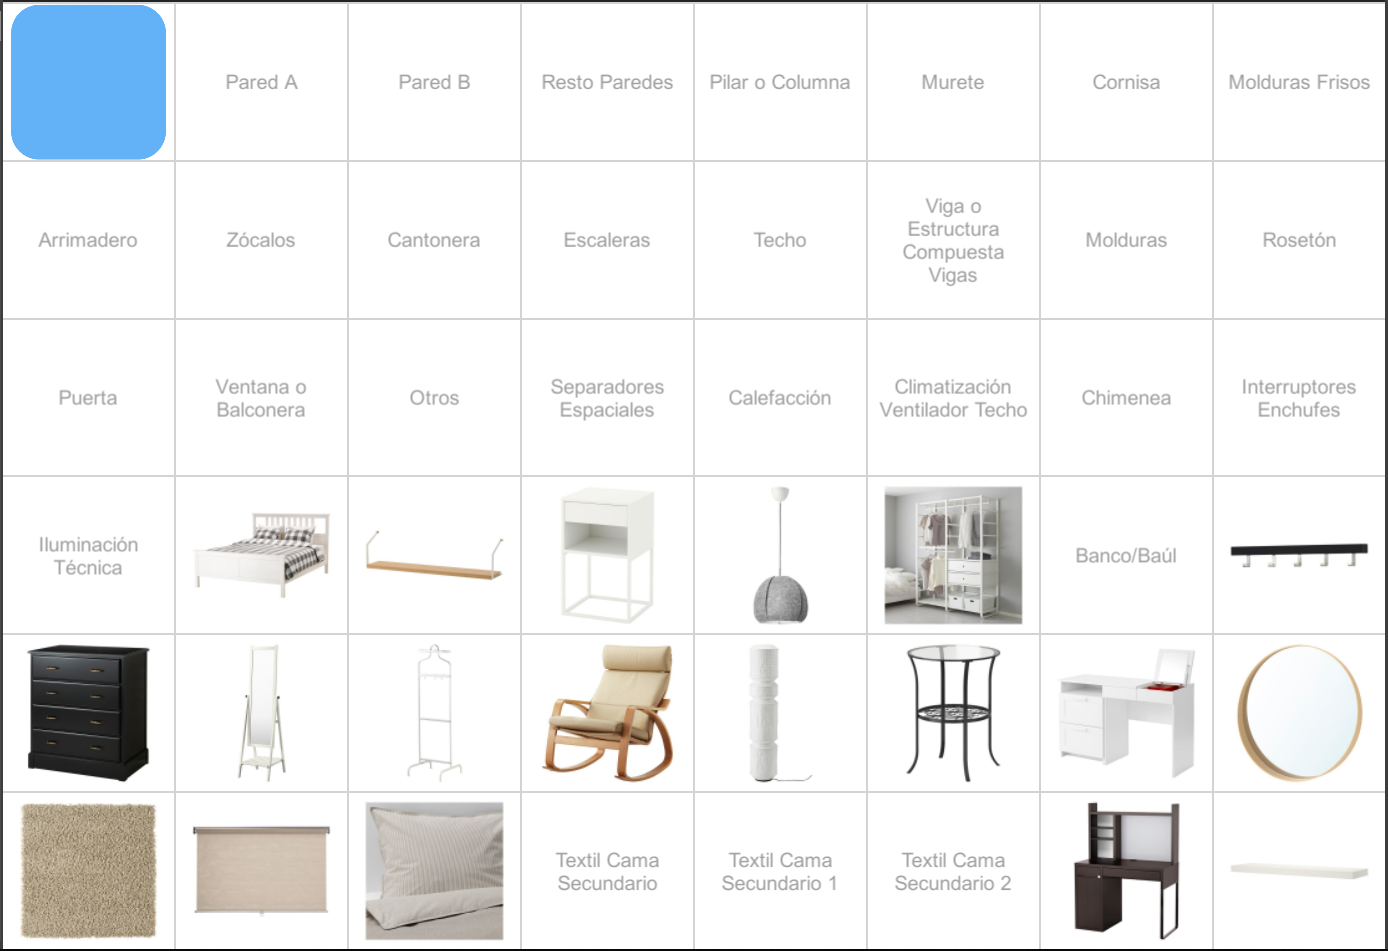 Pared A
Pared B
Resto Paredes
Pilar o Columna
Murete
Cornisa
Molduras Frisos
Arrimadero
Zócalos
Cantonera
Escaleras
Techo
Viga o
Estructura
Compuesta
Vigas
Molduras
Rosetón
Puerta
Ventana o
Balconera
Otros
Separadores
Espaciales
Calefacción
Climatización
Ventilador Techo
Chimenea
Interruptores
Enchufes
Iluminación
Técnica
Banco/Baúl
Textil Cama
Secundario
Textil Cama
Secundario 1
Textil Cama
Secundario 2